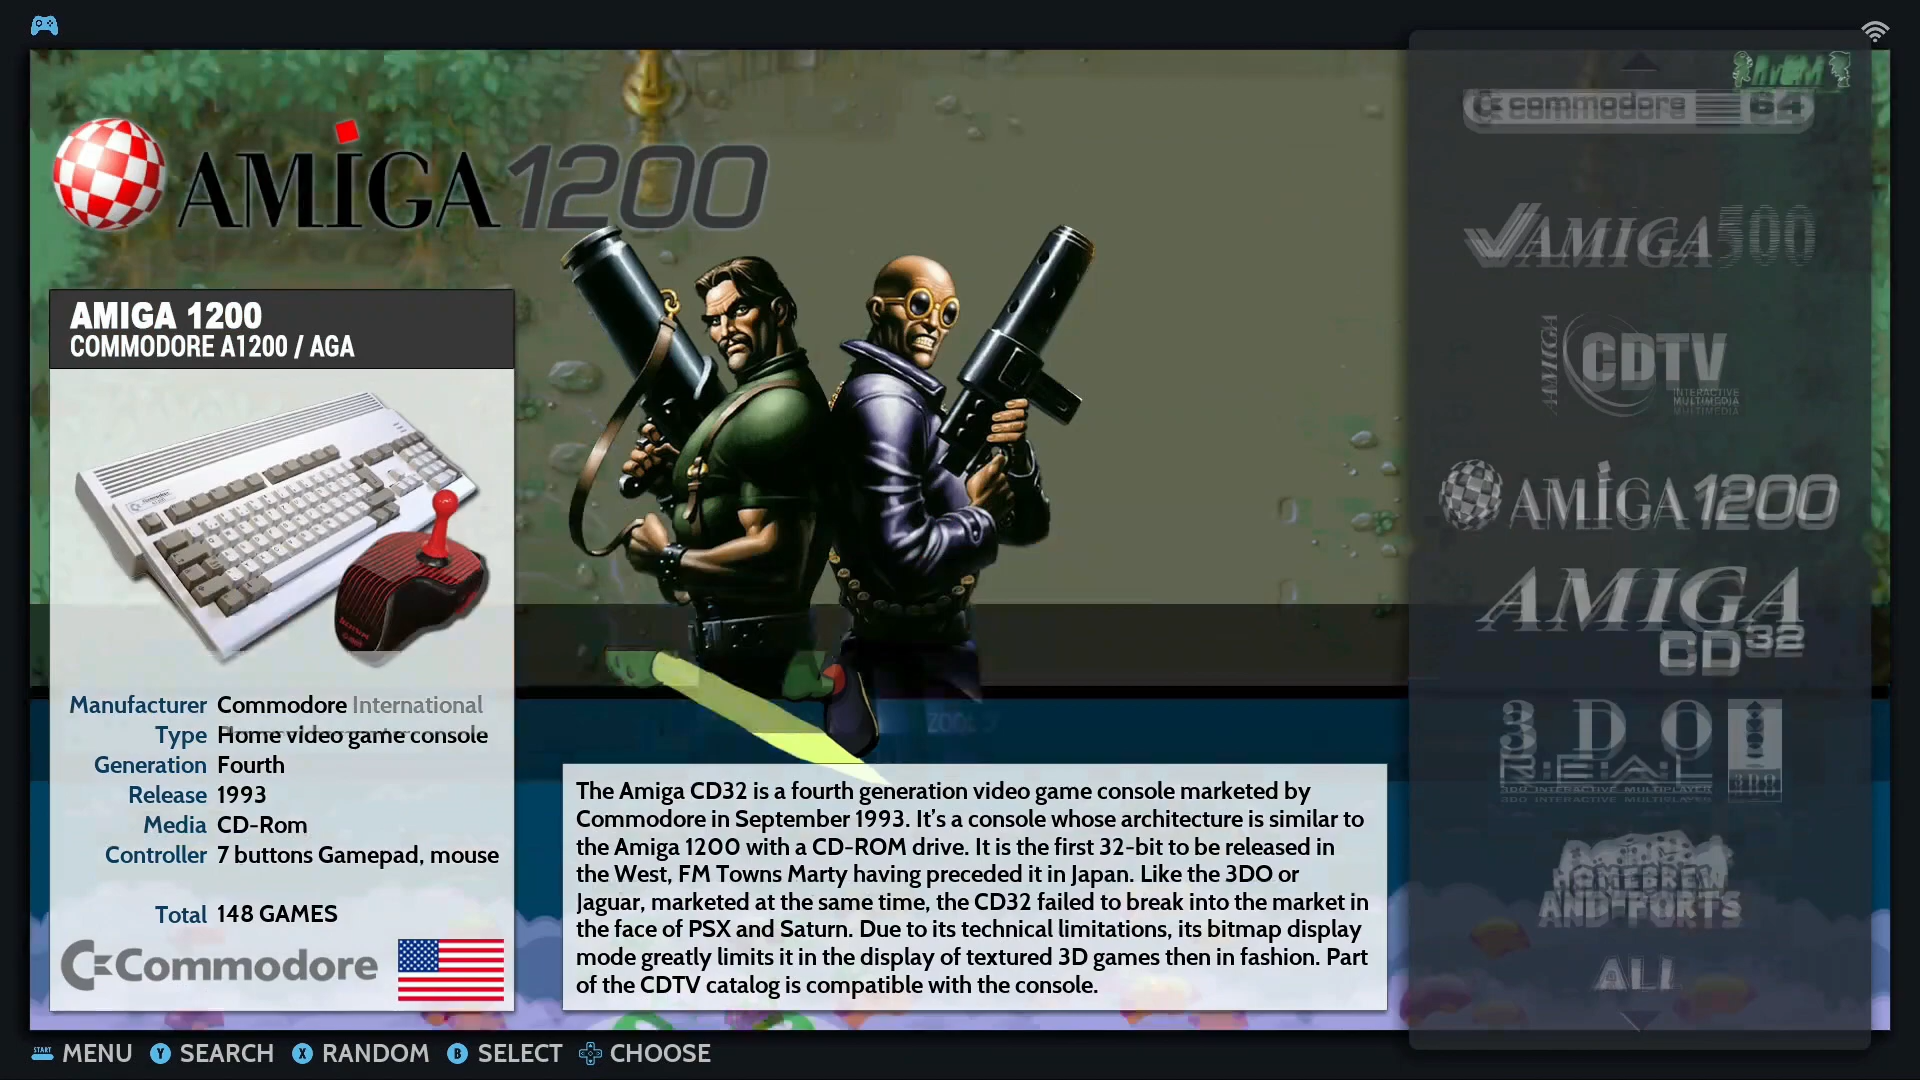 AMIGA 1200
AMIGA 1200
COMMODORE A1200 / AGA
Manufacturer Commodore International
Type Home video game console
Generation Fourth
Release 1993
Media CD-Rom
Controller 7 buttons Gamepad, mouse
Total 148 GAMES
Commodore
The Amiga CD32 is a fourth generation video game console marketed by
Commodore in September 1993. It's a console whose architecture is similar to
the Amiga 1200 with a CD-ROM drive. It is the first 32-bit to be released in
the West, FM Towns Marty having preceded it in Japan. Like the 3DO or
Jaguar, marketed at the same time, the CD32 failed to break into the market in
the face of PSX and Saturn. Due to its technical limitations, its bitmap display
mode greatly limits it in the display of textured 3D games then in fashion. Part
of the CDTV catalog is compatible with the console.
commodore 64
AMIGA 500
AMIGA CDTV
INTERACTIVE
MULTIMEDIA
AMIGA 1200
AMIGA
CD32
3DO
REAL
3DO INTERACTIVE MULTIPLAYER
3DO
HOMEBREW
AND PORTS
ALL
START MENU Y SEARCH X RANDOM B SELECT CHOOSE